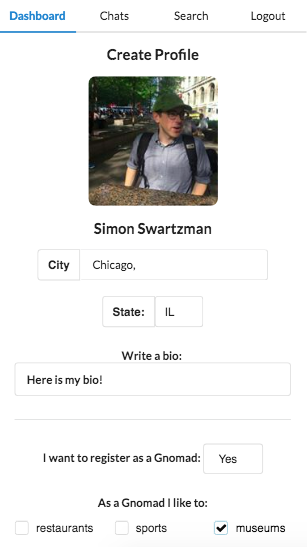 Dashboard Chats Search Logout
Create Profile
Simon Swartzman
City Chicago,
State: IL
Write a bio:
Here is my bio!
I want to register as a Gnomad: Yes
As a Gnomad I like to:
restaurants sports museums